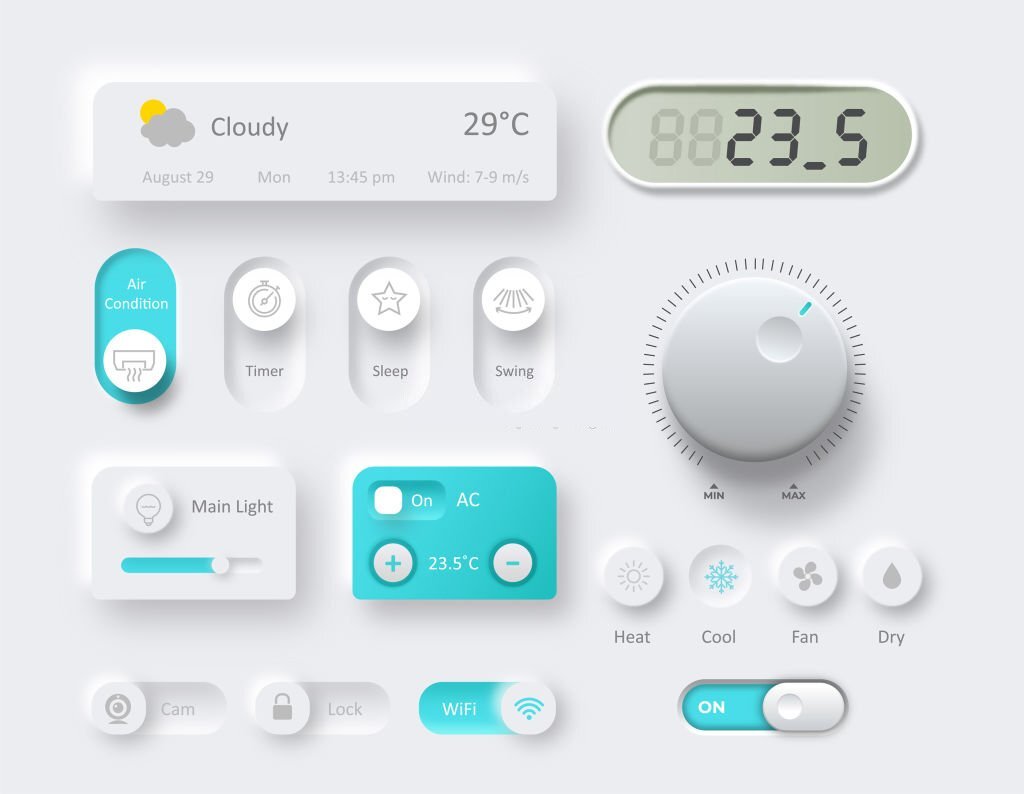 Cloudy
29°C
August 29 Mon 13:45 pm Wind: 7-9 m/s
23_5
Air
Condition
Timer
Sleep
Swing
MIN
MAX
Main Light
On AC
+ 23.5°C −
Heat
Cool
Fan
Dry
Cam
Lock
WiFi
ON